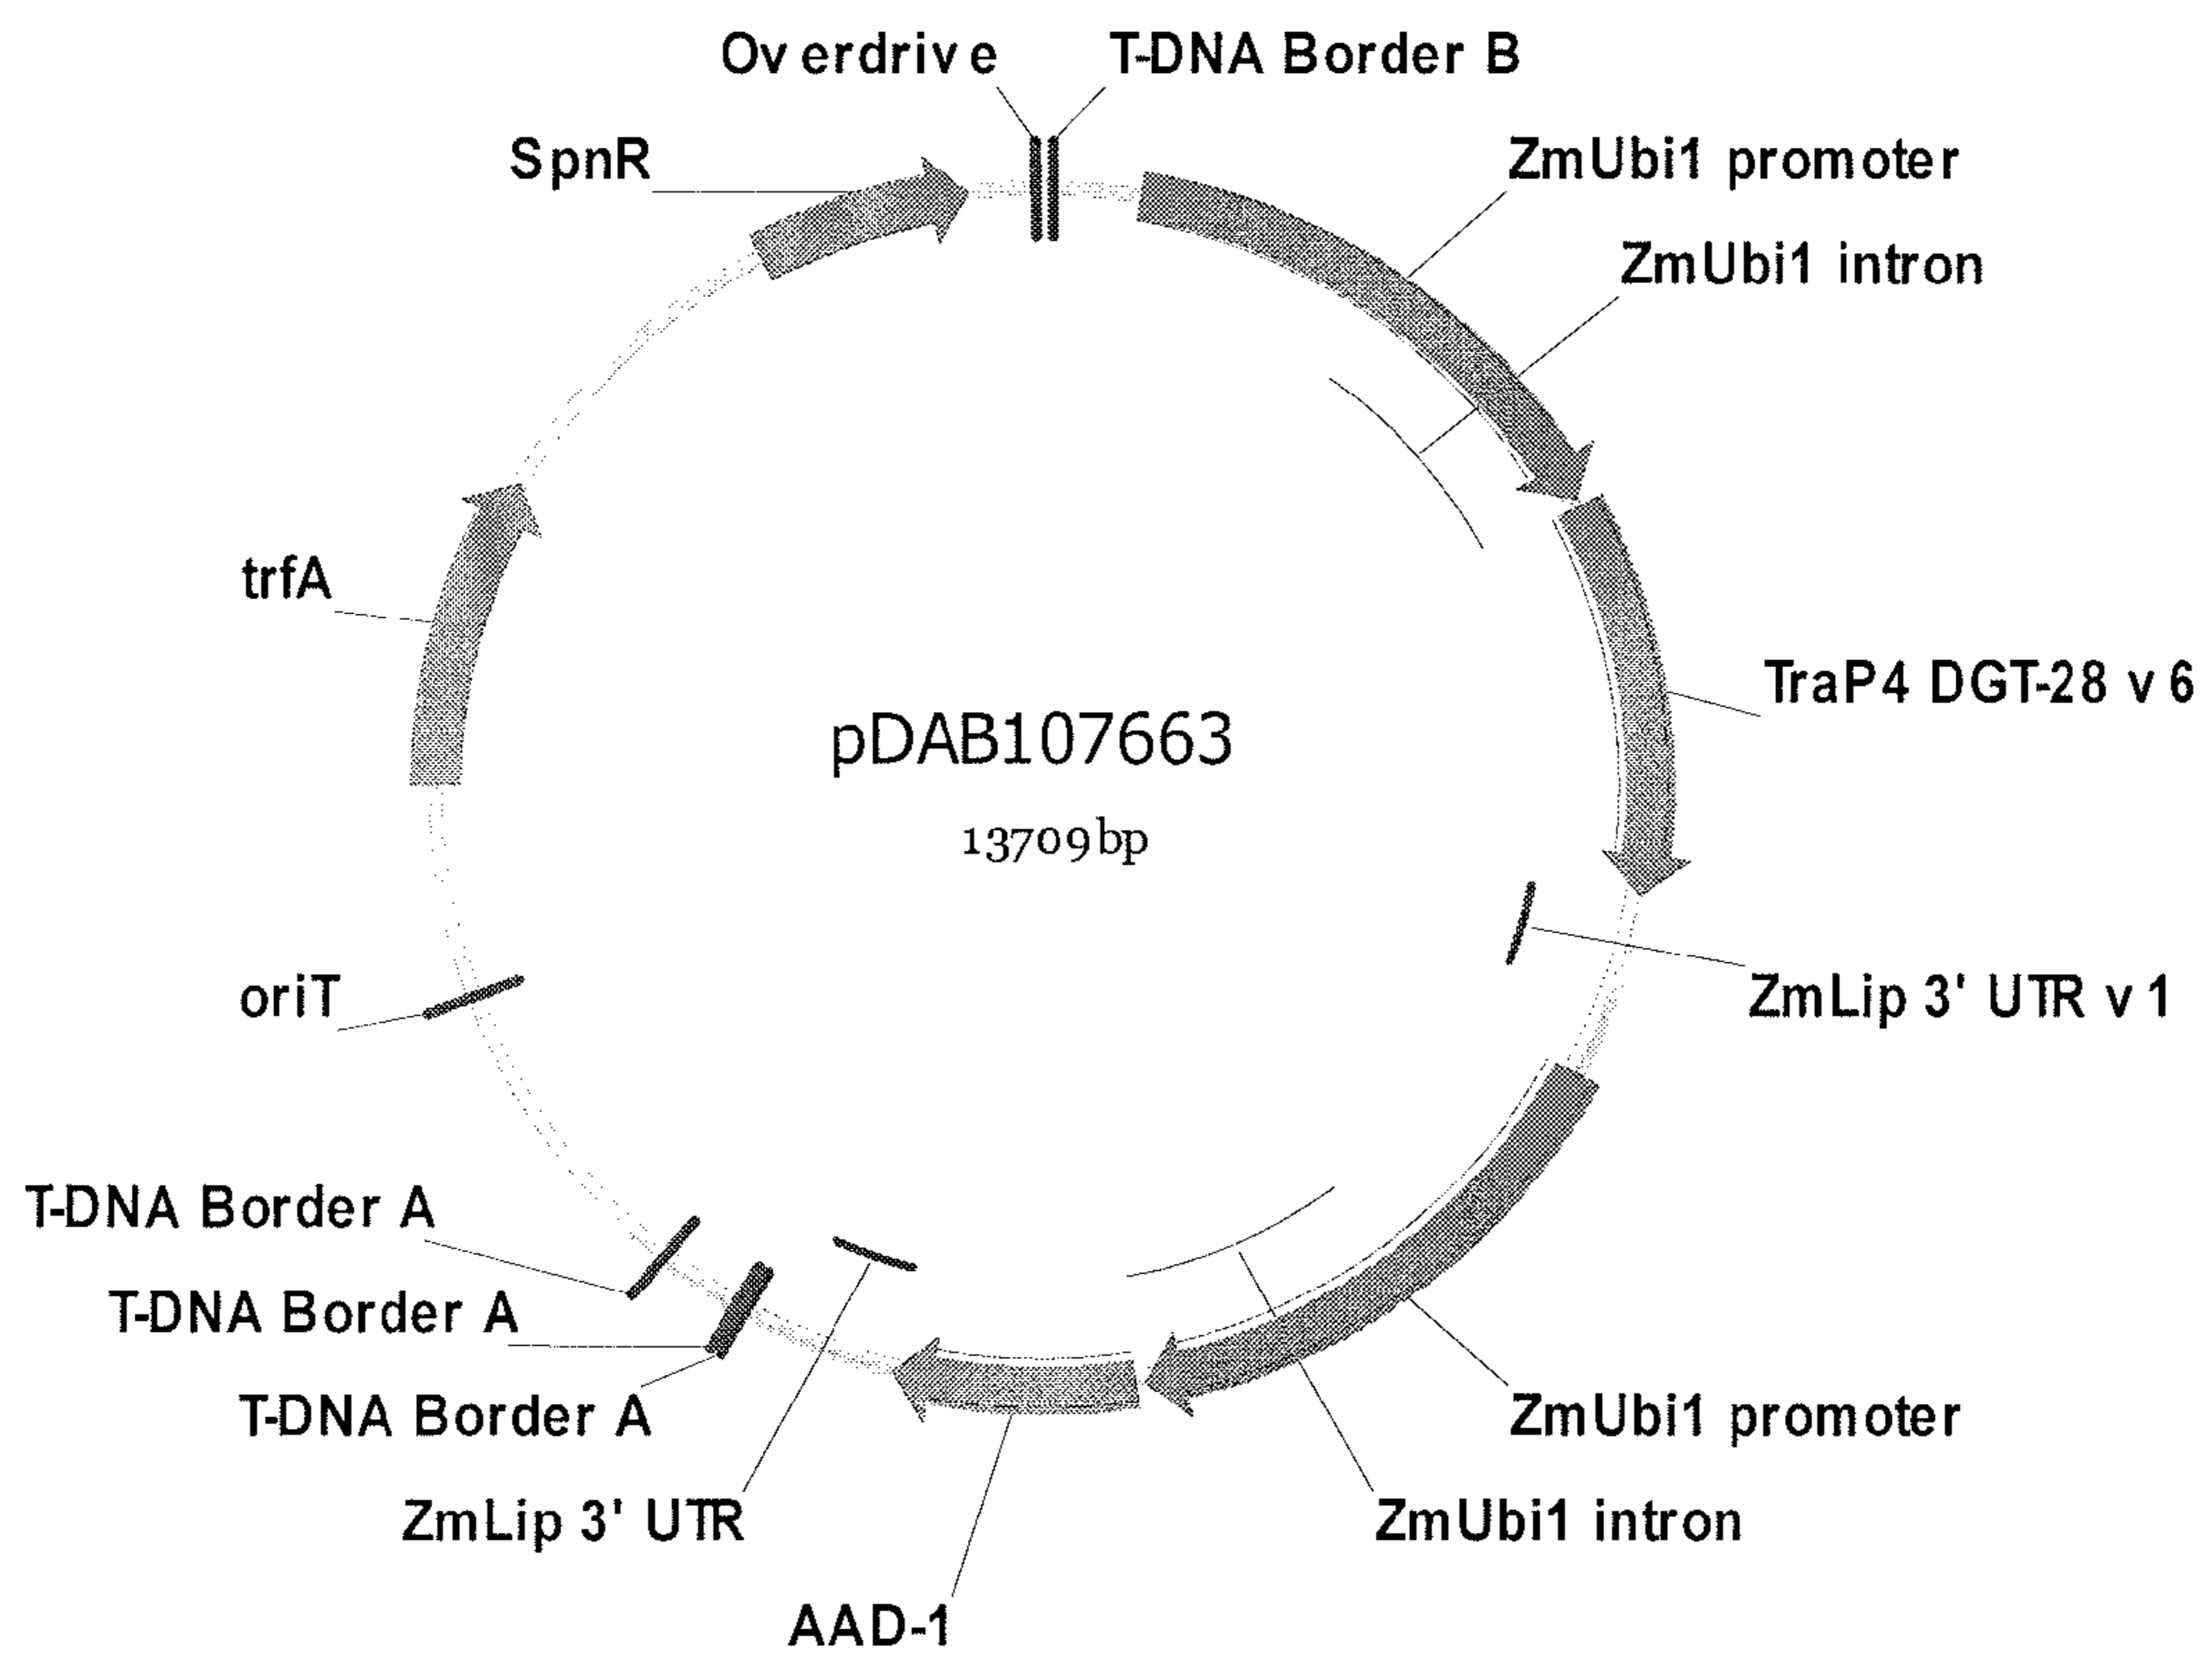 Overdrive
T-DNA Border B
SpnR
ZmUbi1 promoter
ZmUbi1 intron
trfA
TraP4 DGT-28 v6
pDAB107663
13709bp
oriT
ZmLip 3' UTR v1
T-DNA Border A
T-DNA Border A
T-DNA Border A
ZmUbi1 promoter
ZmLip 3' UTR
ZmUbi1 intron
AAD-1